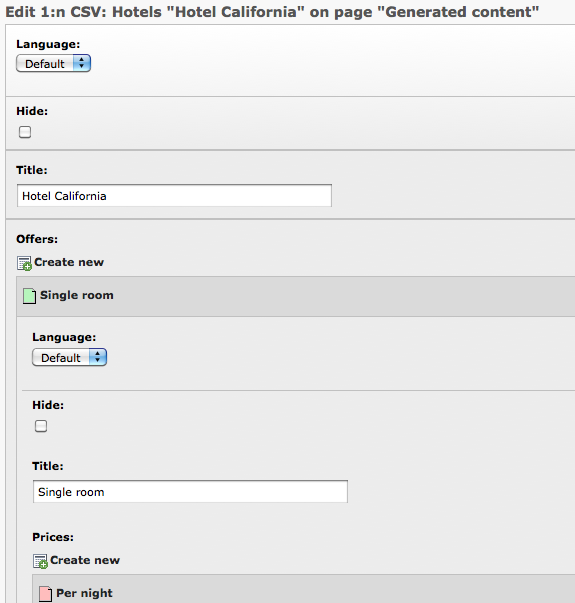 Edit 1:n CSV: Hotels "Hotel California" on page "Generated content"
Language:
Default
Hide:
Title:
Hotel California
Offers:
Create new
Single room
Language:
Default
Hide:
Title:
Single room
Prices:
Create new
Per night